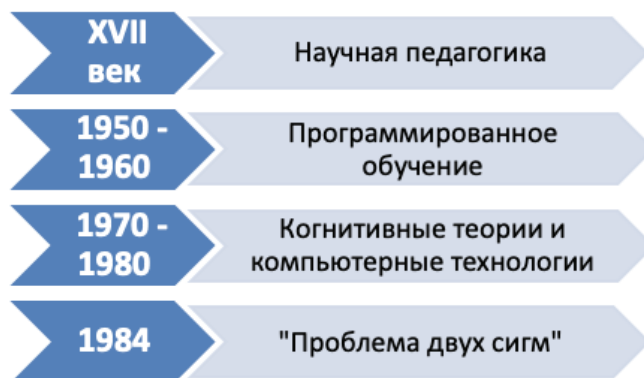 XVII
век
Научная педагогика
1950 -
1960
Программированное
обучение
1970 -
1980
Когнитивные теории и
компьютерные технологии
1984
"Проблема двух сигм"